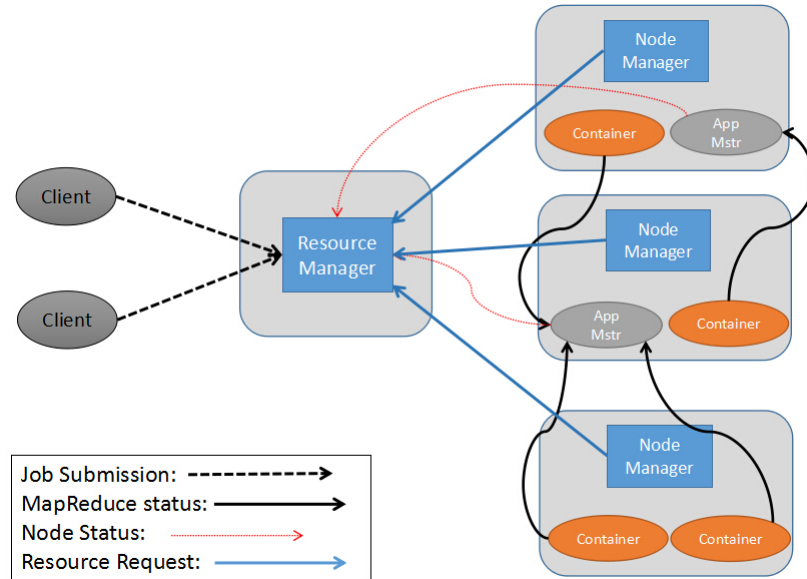 Node
Manager
Container
App
Mstr
Client
Resource
Manager
Node
Manager
Client
App
Mstr
Container
Node
Manager
Container
Container
Job Submission:
MapReduce status:
Node Status:
Resource Request: